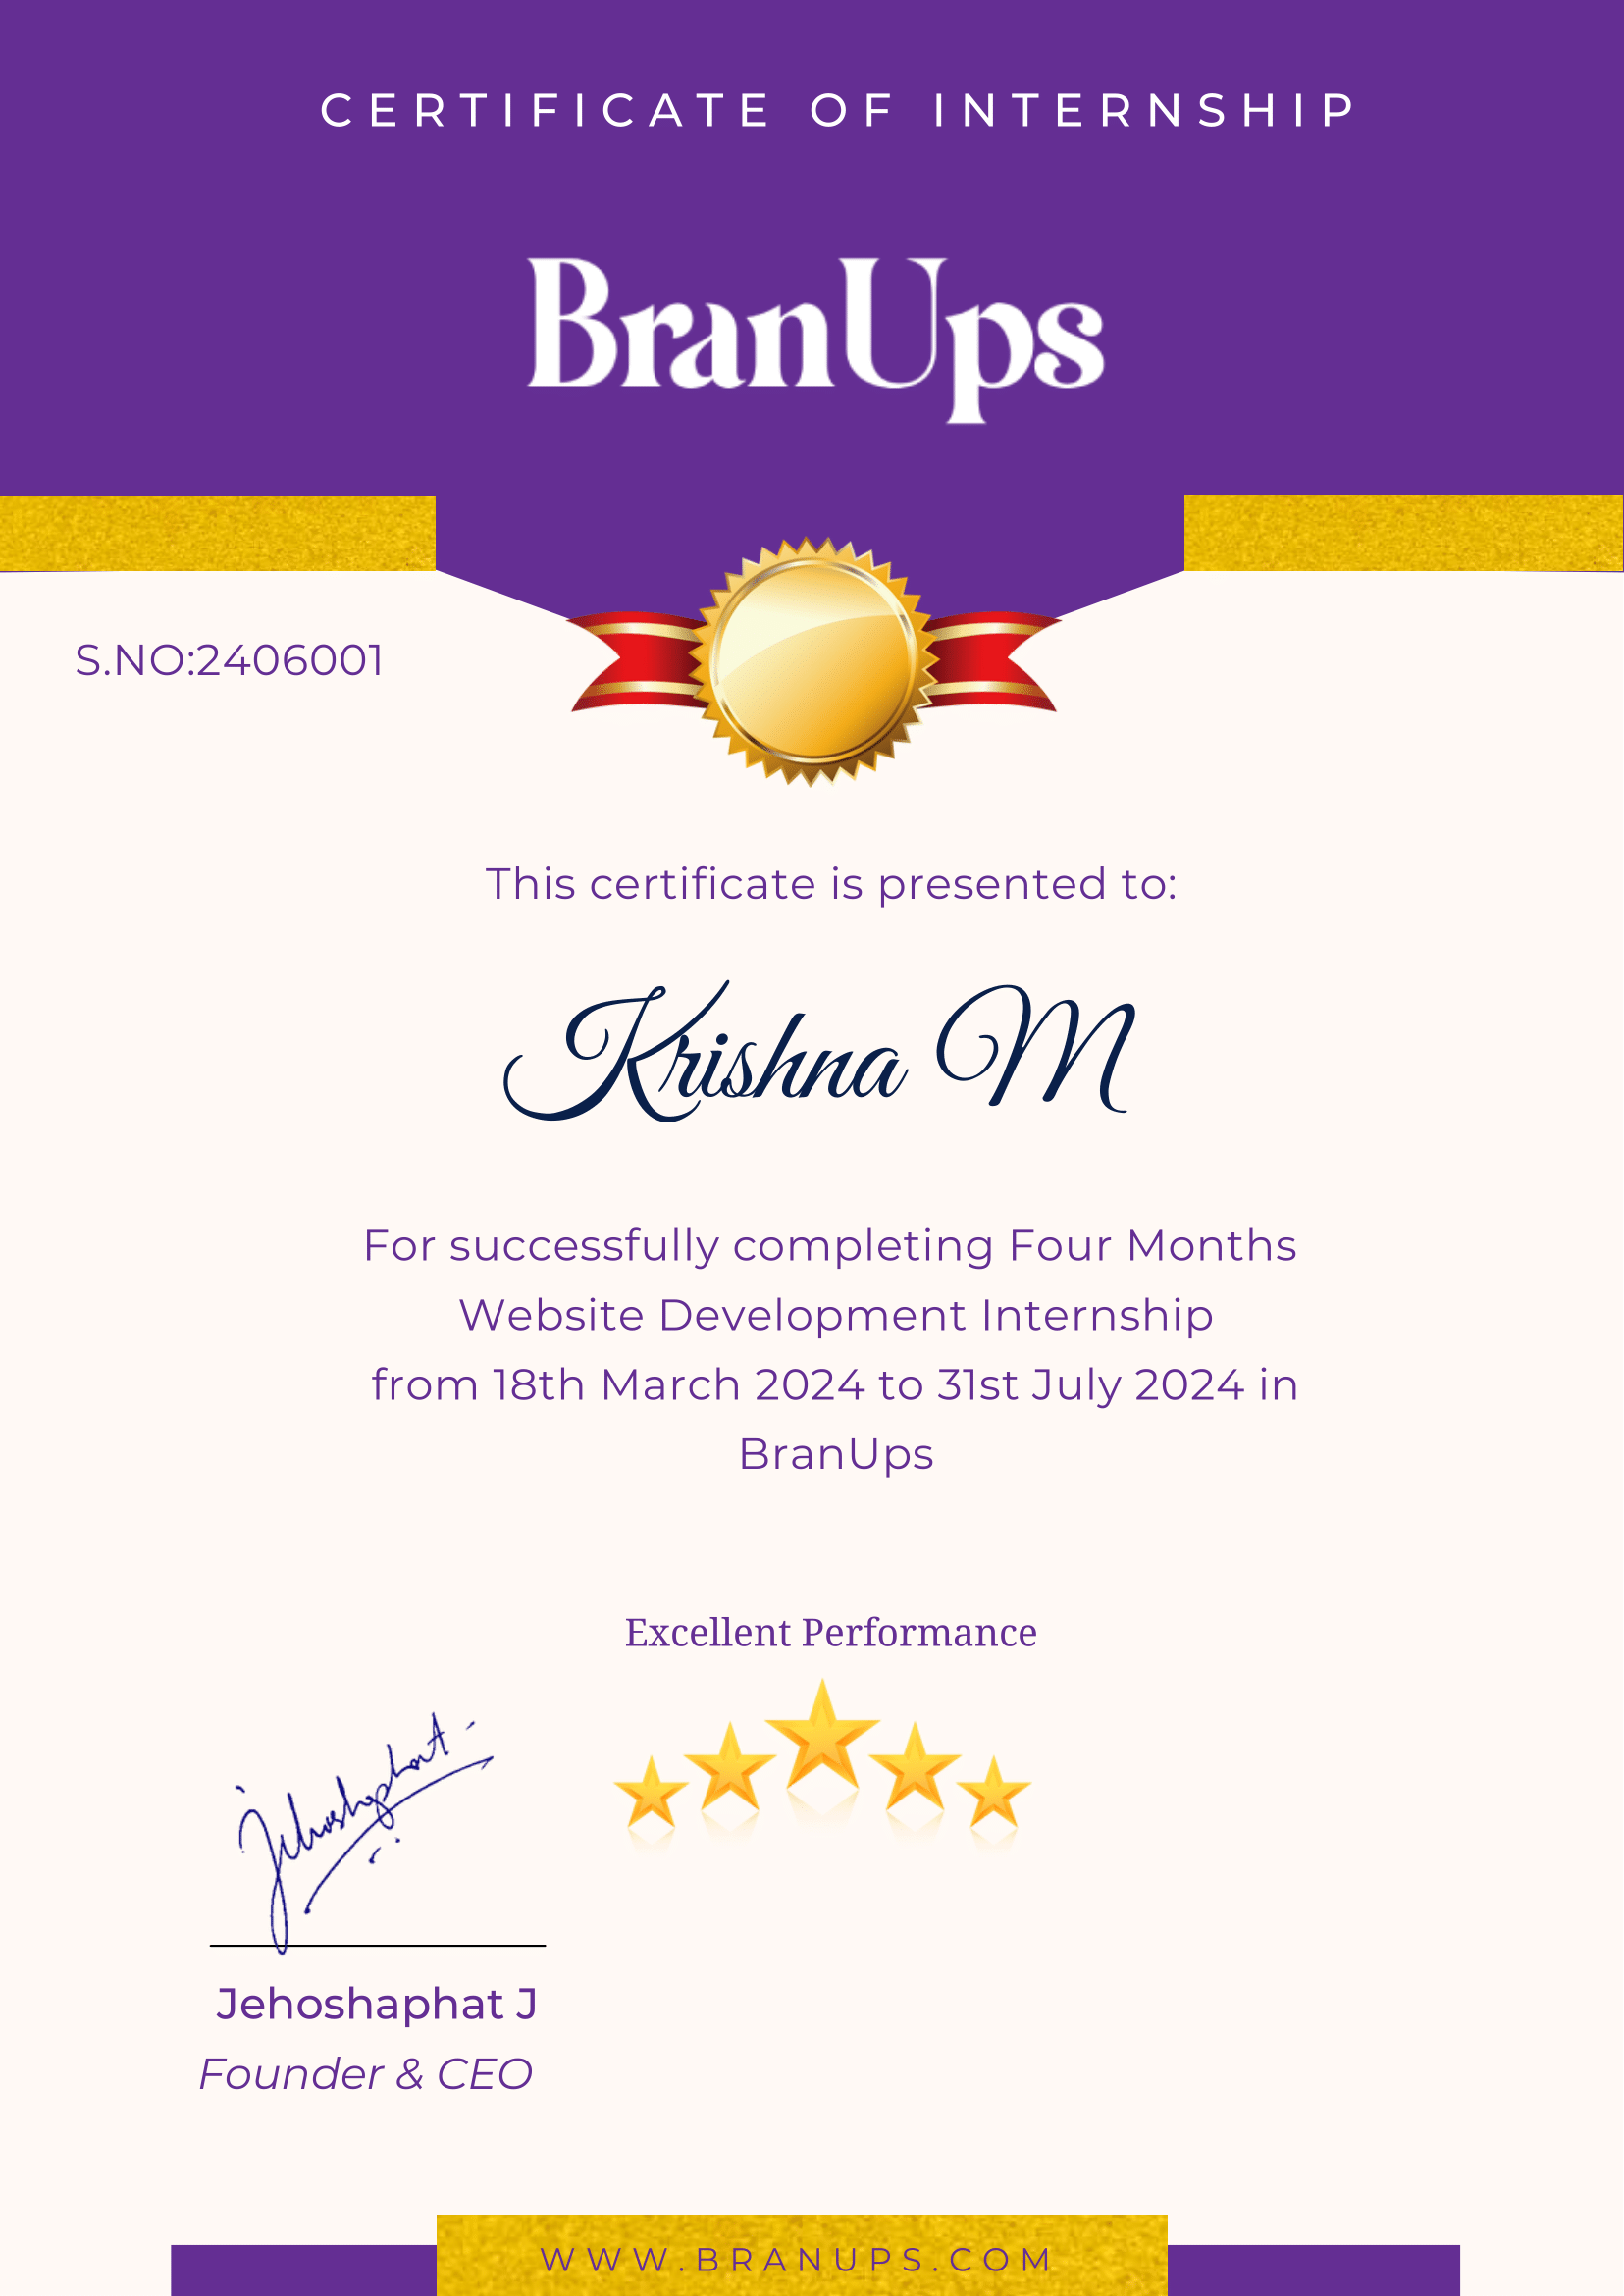 CERTIFICATE OF INTERNSHIP
BranUps
S.NO:2406001
This certificate is presented to:
Krishna M
For successfully completing Four Months
Website Development Internship
from 18th March 2024 to 31st July 2024 in
BranUps
Excellent Performance
Jehoshaphat
Jehoshaphat J
Founder & CEO
WWW.BRANUPS.COM